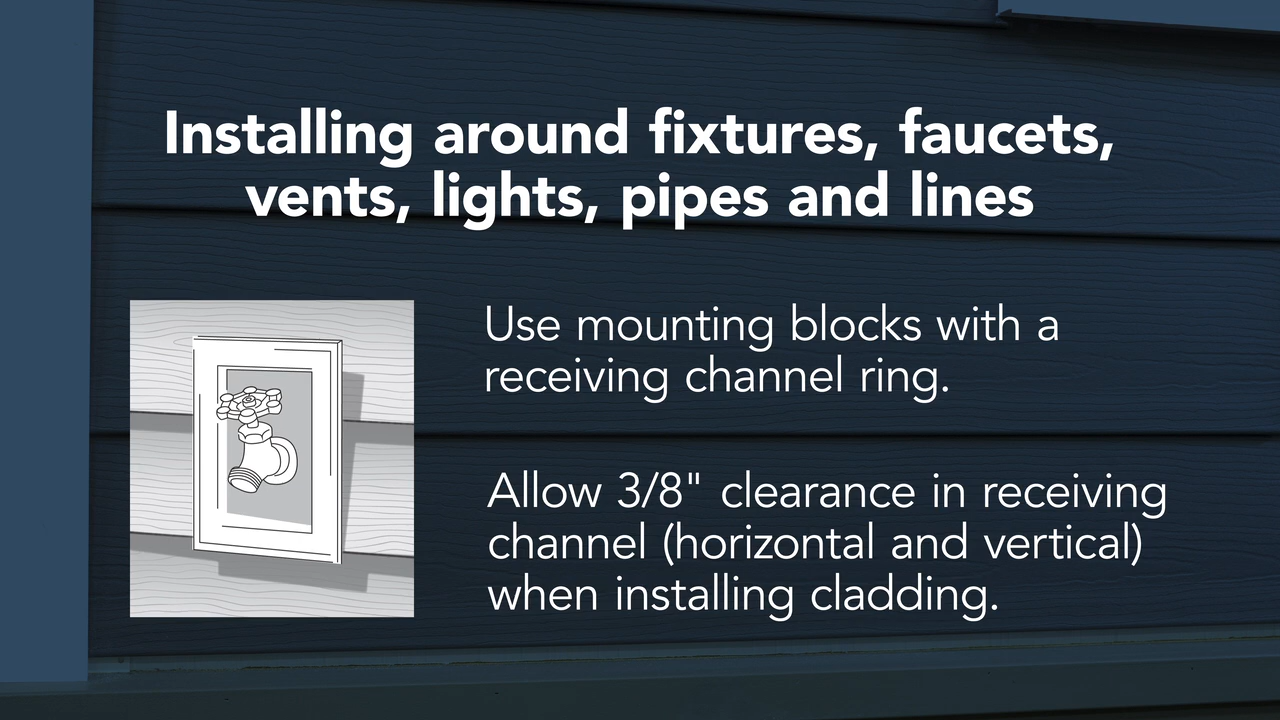 Installing around fixtures, faucets,
vents, lights, pipes and lines
Use mounting blocks with a
receiving channel ring.
Allow 3/8" clearance in receiving
channel (horizontal and vertical)
when installing cladding.